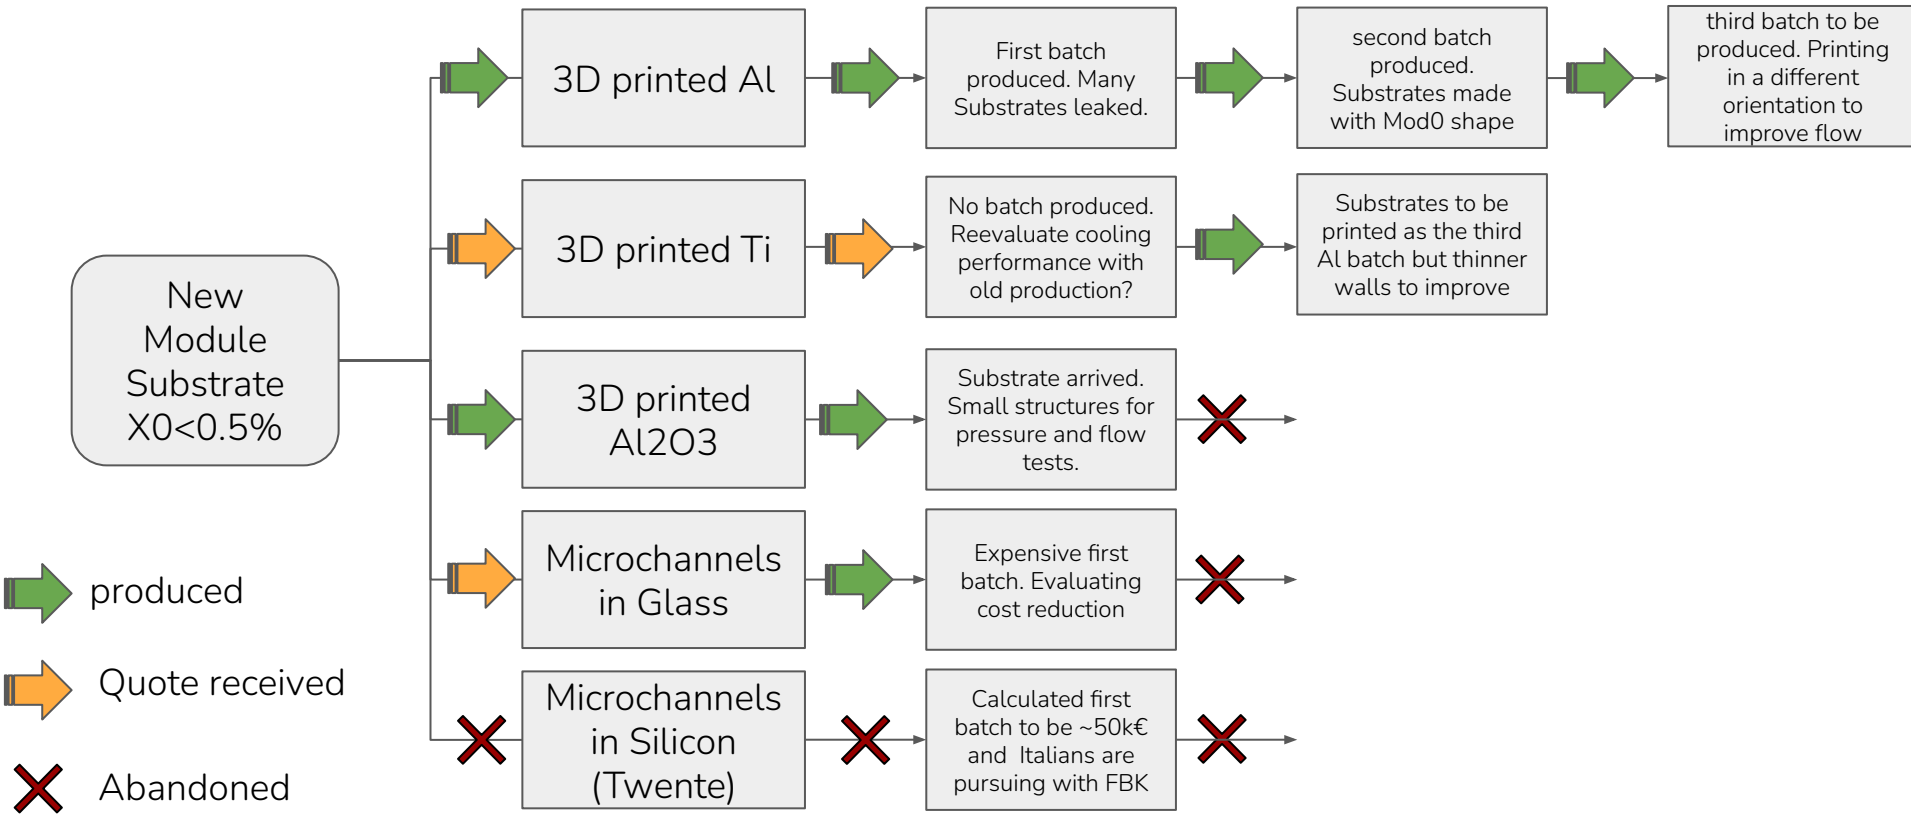 New
Module
Substrate
X0<0.5%
3D printed Al
First batch
produced. Many
Substrates leaked.
second batch
produced.
Substrates made
with Mod0 shape
third batch to be
produced. Printing
in a different
orientation to
improve flow
3D printed Ti
No batch produced.
Reevaluate cooling
performance with
old production?
Substrates to be
printed as the third
Al batch but thinner
walls to improve
3D printed
Al2O3
Substrate arrived.
Small structures for
pressure and flow
tests.
Microchannels
in Glass
Expensive first
batch. Evaluating
cost reduction
Microchannels
in Silicon
(Twente)
Calculated first
batch to be ~50k€
and  Italians are
pursuing with FBK
produced
Quote received
Abandoned